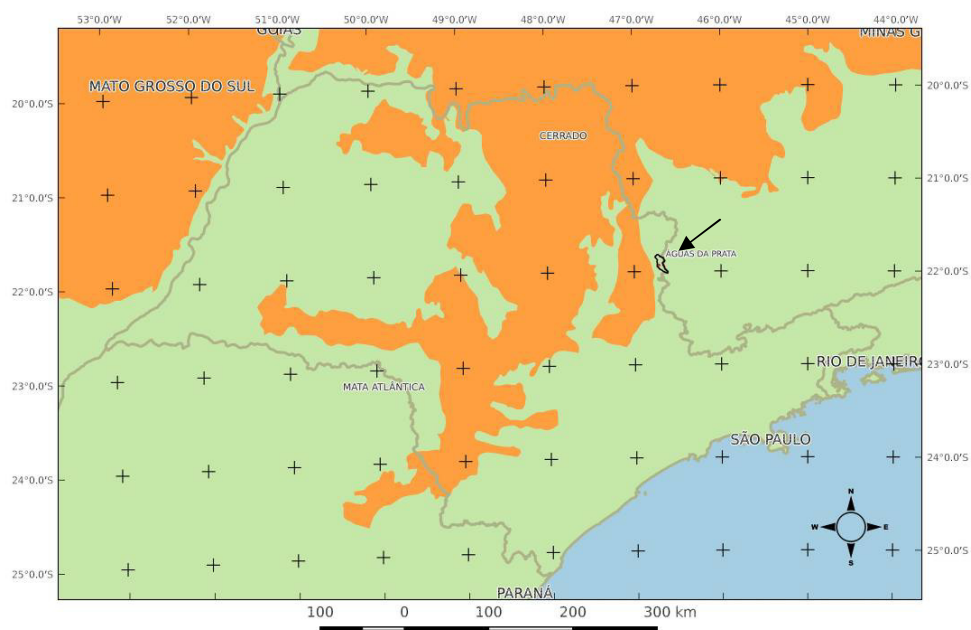 53°0.0'W 52°0.0'W 51°0.0'W 50°0.0'W 49°0.0'W 48°0.0'W 47°0.0'W 46°0.0'W 45°0.0'W 44°0.0'W
GOIÁS
MINAS G
MATO GROSSO DO SUL
20°0.0'S
20°0.0'S
CERRADO
21°0.0'S
21°0.0'S
ÁGUAS DA PRATA
22°0.0'S
22°0.0'S
RIO DE JANEIRO
23°0.0'S
23°0.0'S
MATA ATLÂNTICA
SÃO PAULO
24°0.0'S
24°0.0'S
N
W E
S
25°0.0'S
25°0.0'S
PARANÁ
100 0 100 200 300 km